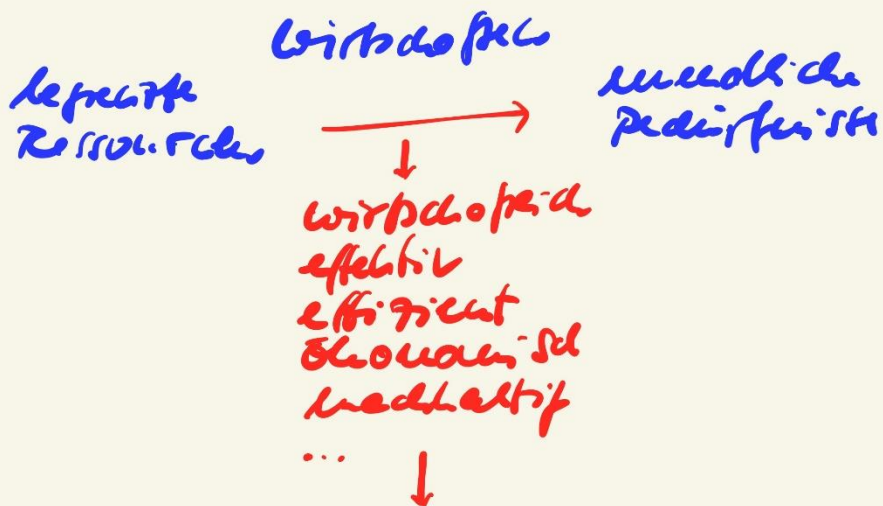 wirtschaften
begrenzte
Ressourcen
unendliche
Bedürfnisse
wirtschaftlich
effektiv
effizient
ökonomisch
nachhaltig
...